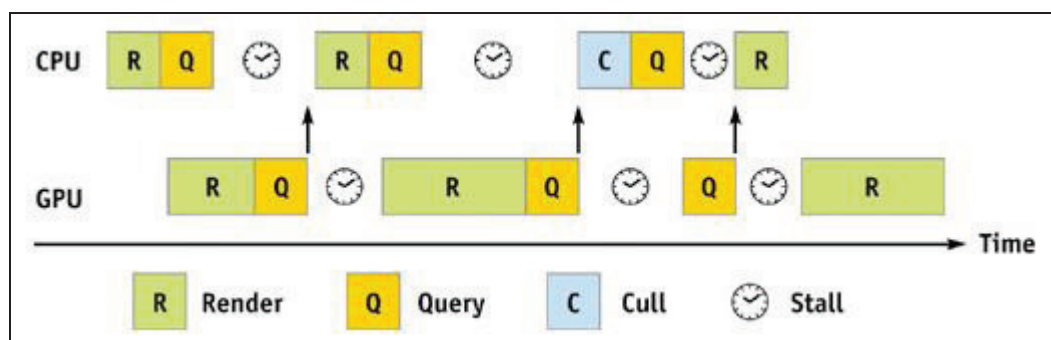 CPU R Q R Q C Q R
GPU R Q R Q Q R
Time
R Render Q Query C Cull Stall